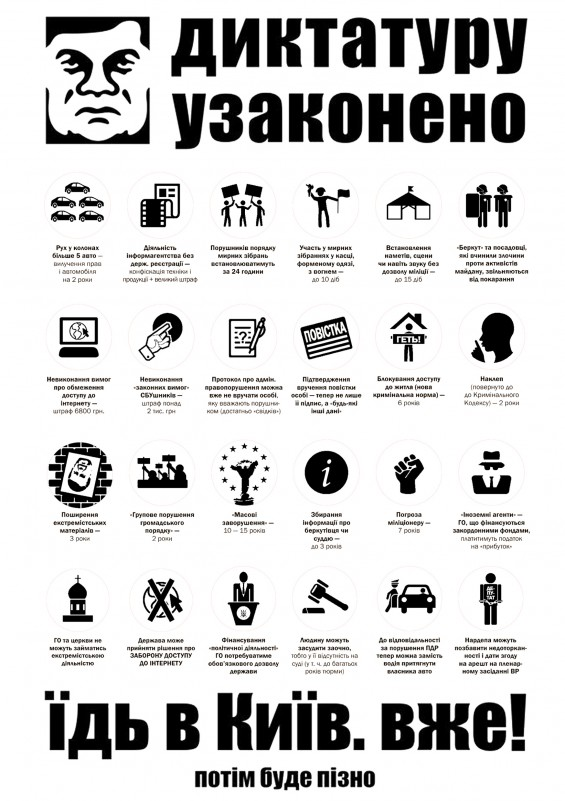 диктатуру
узаконено
Рух у колонах
більше 5 авто —
вилучення прав
і автомобіля
на 2 роки
Діяльність
інформагентства без
держ. реєстрації —
конфіскація техніки і
продукції + великий штраф
Порушників порядку
мирних зібрань
встановлюватимуть
за 24 години
Участь у мирних
зібраннях у касці,
форменому одязі,
з вогнем —
до 10 діб
Встановлення
наметів, сцени
чи навіть звуку без
дозволу міліції —
до 15 діб
«Беркут» та посадовці,
які вчинили злочини
проти активістів
майдану, звільняються
від покарання
Невиконання вимог
про обмеження
доступу до
інтернету —
штраф 6800 грн.
Невиконання
«законних вимог»
СБУшників —
штраф понад
2 тис. грн
Протокол про адмін.
правопорушення можна
вже не вручати особі,
яку вважають порушни-
ком (достатньо «свідків»)
ПОВІСТКА
Підтвердження
вручення повістки
особі — тепер не лише
її підпис, а «будь-які
інші дані»
ГЕТЬ!
Блокування доступу
до житла (нова
кримінальна норма) —
6 років
Наклеп
(повернуто до
до Кримінального
Кодексу) — 2 роки
Поширення
екстремістських
матеріалів —
3 роки
«Групове порушення
громадського
порядку» —
2 роки
«Масові
заворушення» —
10 — 15 років
Збирання
інформації про
беркутівця чи
суддю —
до 3 років
Погроза
міліціонеру —
7 років
«Іноземні агенти» —
ГО, що фінансуються
закордонними фондами,
платитимуть податок
на «прибуток»
ГО та церкви не
можуть займатись
екстремістською
діяльністю
Держава може
прийняти рішення про
ЗАБОРОНУ ДОСТУПУ
ДО ІНТЕРНЕТУ
Фінансування
«політичної діяльності»
ГО потребуватиме
обов'язкового дозволу
держави
Людину можуть
засудити заочно,
тобто у її відсутність на
суді (у т. ч. до багатьох
років тюрми)
До відповідальності
за порушення ПДР
тепер можна замість
водія притягнути
власника авто
ДЕ
ПУ
ТАТ
Нардепа можуть
позбавити недоторкан-
ності і дати згоду
на арешт на пленар-
ному засіданні ВР
їдь в Київ. вже!
потім буде пізно